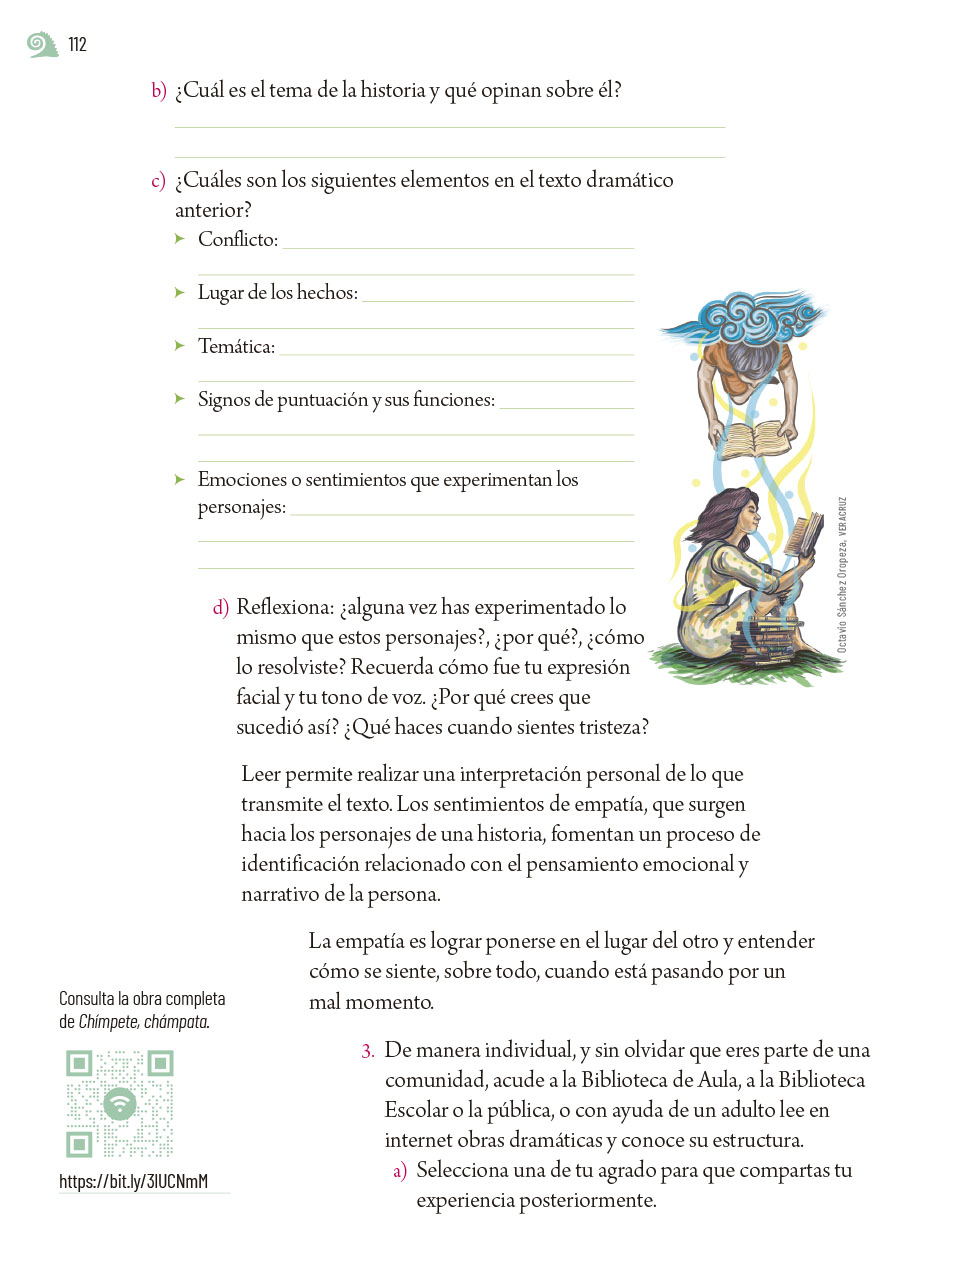 112
b) ¿Cuál es el tema de la historia y qué opinan sobre él?
c) ¿Cuáles son los siguientes elementos en el texto dramático
anterior?
➤ Conflicto:
➤ Lugar de los hechos:
➤ Temática:
➤ Signos de puntuación y sus funciones:
➤ Emociones o sentimientos que experimentan los
personajes:
Octavio Sánchez Oropeza, VERACRUZ
d) Reflexiona: ¿alguna vez has experimentado lo
mismo que estos personajes?, ¿por qué?, ¿cómo
lo resolviste? Recuerda cómo fue tu expresión
facial y tu tono de voz. ¿Por qué crees que
sucedió así? ¿Qué haces cuando sientes tristeza?
Leer permite realizar una interpretación personal de lo que
transmite el texto. Los sentimientos de empatía, que surgen
hacia los personajes de una historia, fomentan un proceso de
identificación relacionado con el pensamiento emocional y
narrativo de la persona.
La empatía es lograr ponerse en el lugar del otro y entender
cómo se siente, sobre todo, cuando está pasando por un
mal momento.
Consulta la obra completa
de Chímpete, chámpata.
https://bit.ly/3IUCNmM
3. De manera individual, y sin olvidar que eres parte de una
comunidad, acude a la Biblioteca de Aula, a la Biblioteca
Escolar o la pública, o con ayuda de un adulto lee en
internet obras dramáticas y conoce su estructura.
a) Selecciona una de tu agrado para que compartas tu
experiencia posteriormente.